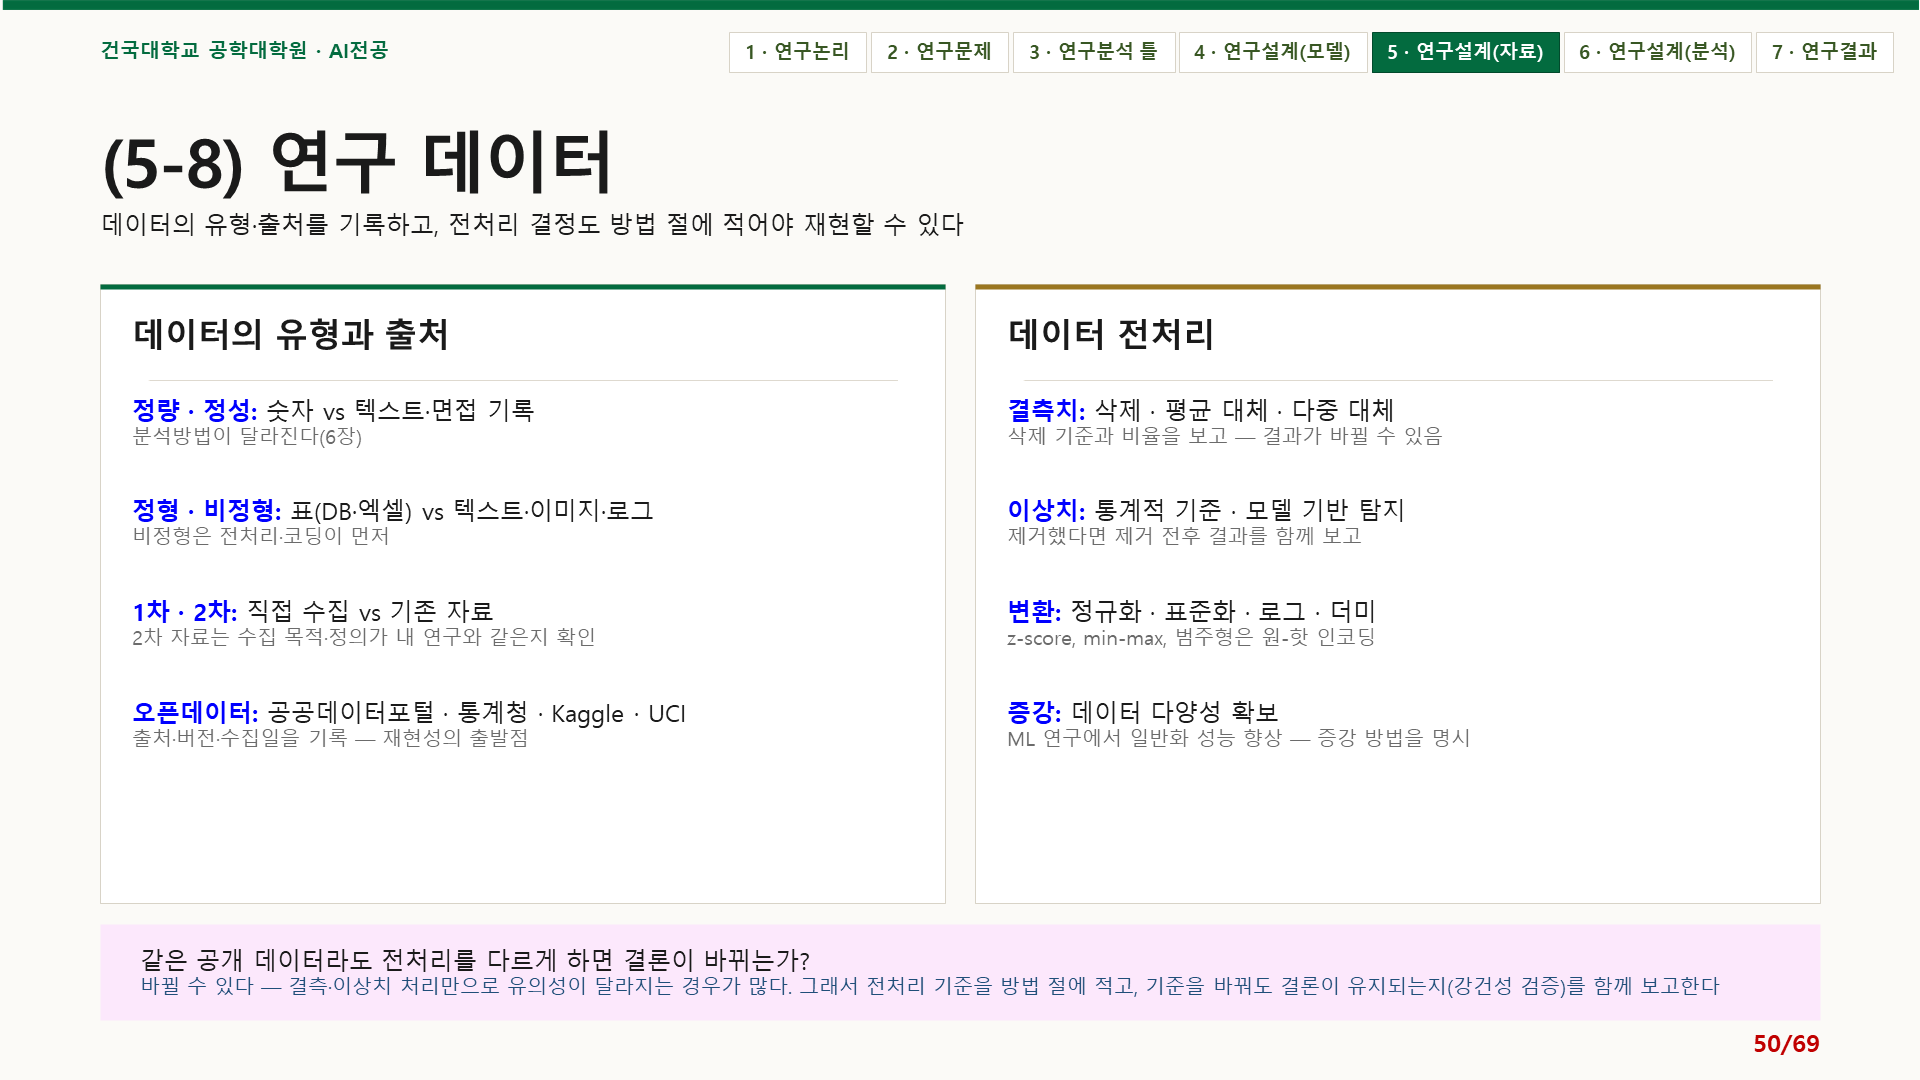 건국대학교 공학대학원 · AI전공
1 · 연구논리
2 · 연구문제
3 · 연구분석 틀
4 · 연구설계(모델)
5 · 연구설계(자료)
6 · 연구설계(분석)
7 · 연구결과
(5-8) 연구 데이터
데이터의 유형·출처를 기록하고, 전처리 결정도 방법 절에 적어야 재현할 수 있다
데이터의 유형과 출처
정량 · 정성: 숫자 vs 텍스트·면접 기록
분석방법이 달라진다(6장)
정형 · 비정형: 표(DB·엑셀) vs 텍스트·이미지·로그
비정형은 전처리·코딩이 먼저
1차 · 2차: 직접 수집 vs 기존 자료
2차 자료는 수집 목적·정의가 내 연구와 같은지 확인
오픈데이터: 공공데이터포털 · 통계청 · Kaggle · UCI
출처·버전·수집일을 기록 — 재현성의 출발점
데이터 전처리
결측치: 삭제 · 평균 대체 · 다중 대체
삭제 기준과 비율을 보고 — 결과가 바뀔 수 있음
이상치: 통계적 기준 · 모델 기반 탐지
제거했다면 제거 전후 결과를 함께 보고
변환: 정규화 · 표준화 · 로그 · 더미
z-score, min-max, 범주형은 원-핫 인코딩
증강: 데이터 다양성 확보
ML 연구에서 일반화 성능 향상 — 증강 방법을 명시
같은 공개 데이터라도 전처리를 다르게 하면 결론이 바뀌는가?
바뀔 수 있다 — 결측·이상치 처리만으로 유의성이 달라지는 경우가 많다. 그래서 전처리 기준을 방법 절에 적고, 기준을 바꿔도 결론이 유지되는지(강건성 검증)를 함께 보고한다
50/69